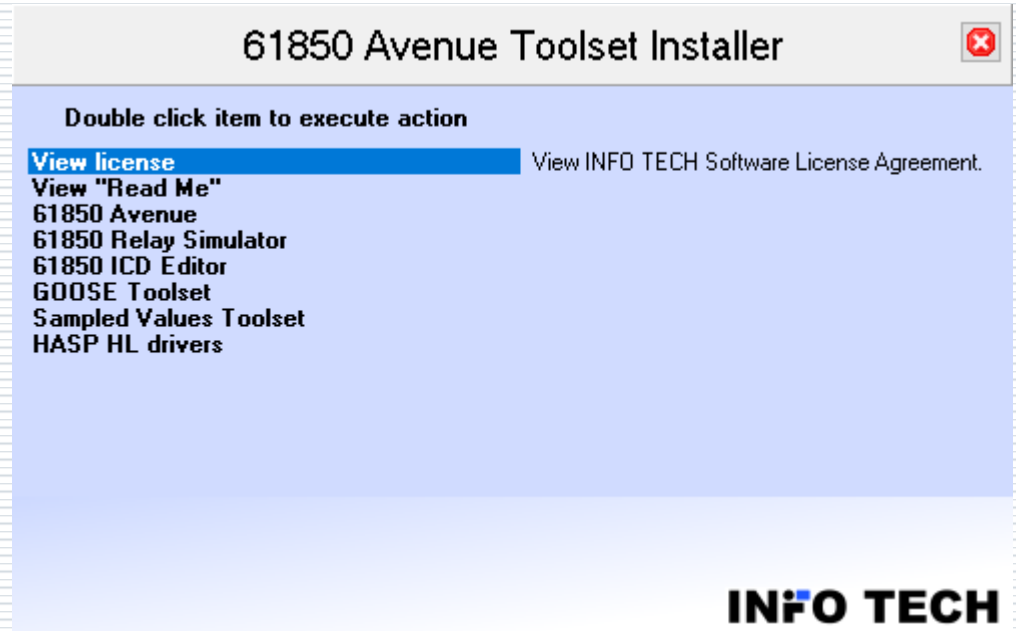 61850 Avenue Toolset Installer
Double click item to execute action
View license
View INFO TECH Software License Agreement.
View "Read Me"
61850 Avenue
61850 Relay Simulator
61850 ICD Editor
GOOSE Toolset
Sampled Values Toolset
HASP HL drivers
INFO TECH